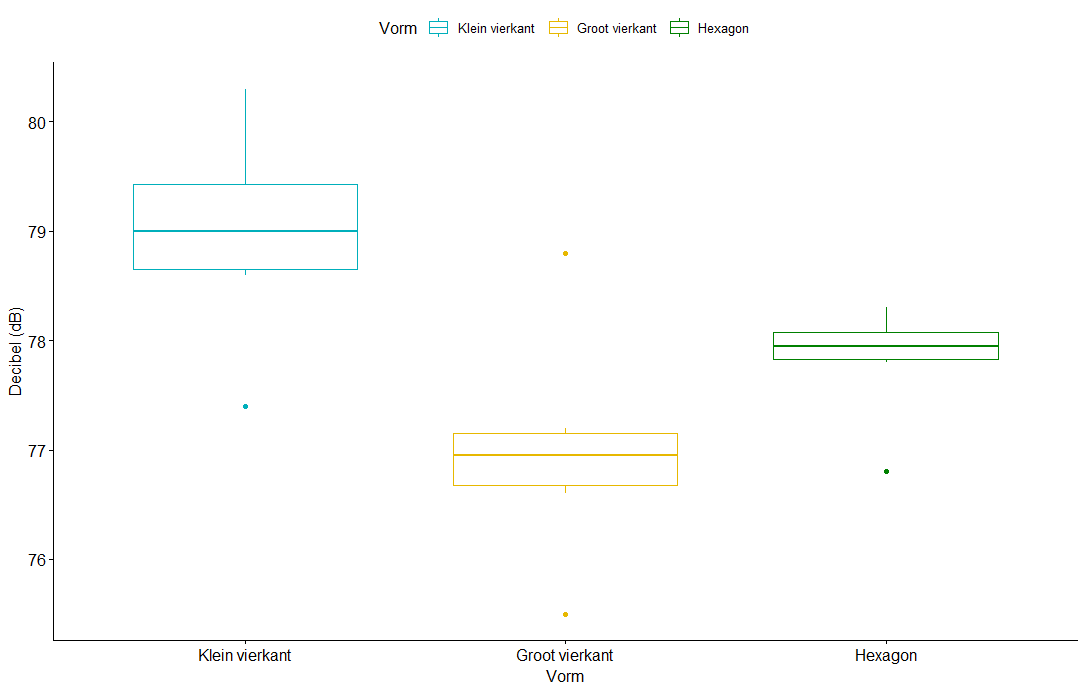 Vorm Klein vierkant Groot vierkant Hexagon
80
79
78
77
76
Decibel (dB)
Klein vierkant Groot vierkant Hexagon
Vorm